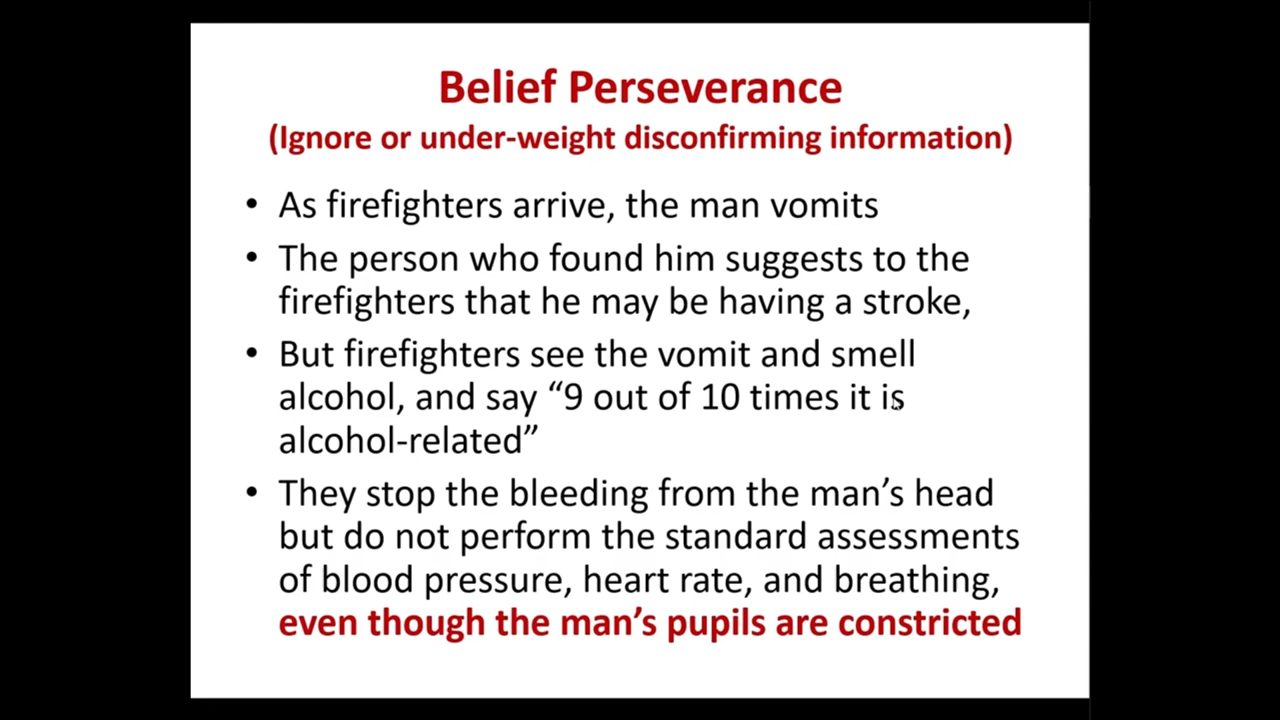 Belief Perseverance
(Ignore or under-weight disconfirming information)
• As firefighters arrive, the man vomits
• The person who found him suggests to the
firefighters that he may be having a stroke,
• But firefighters see the vomit and smell
alcohol, and say “9 out of 10 times it is
alcohol-related”
• They stop the bleeding from the man’s head
but do not perform the standard assessments
of blood pressure, heart rate, and breathing,
even though the man’s pupils are constricted